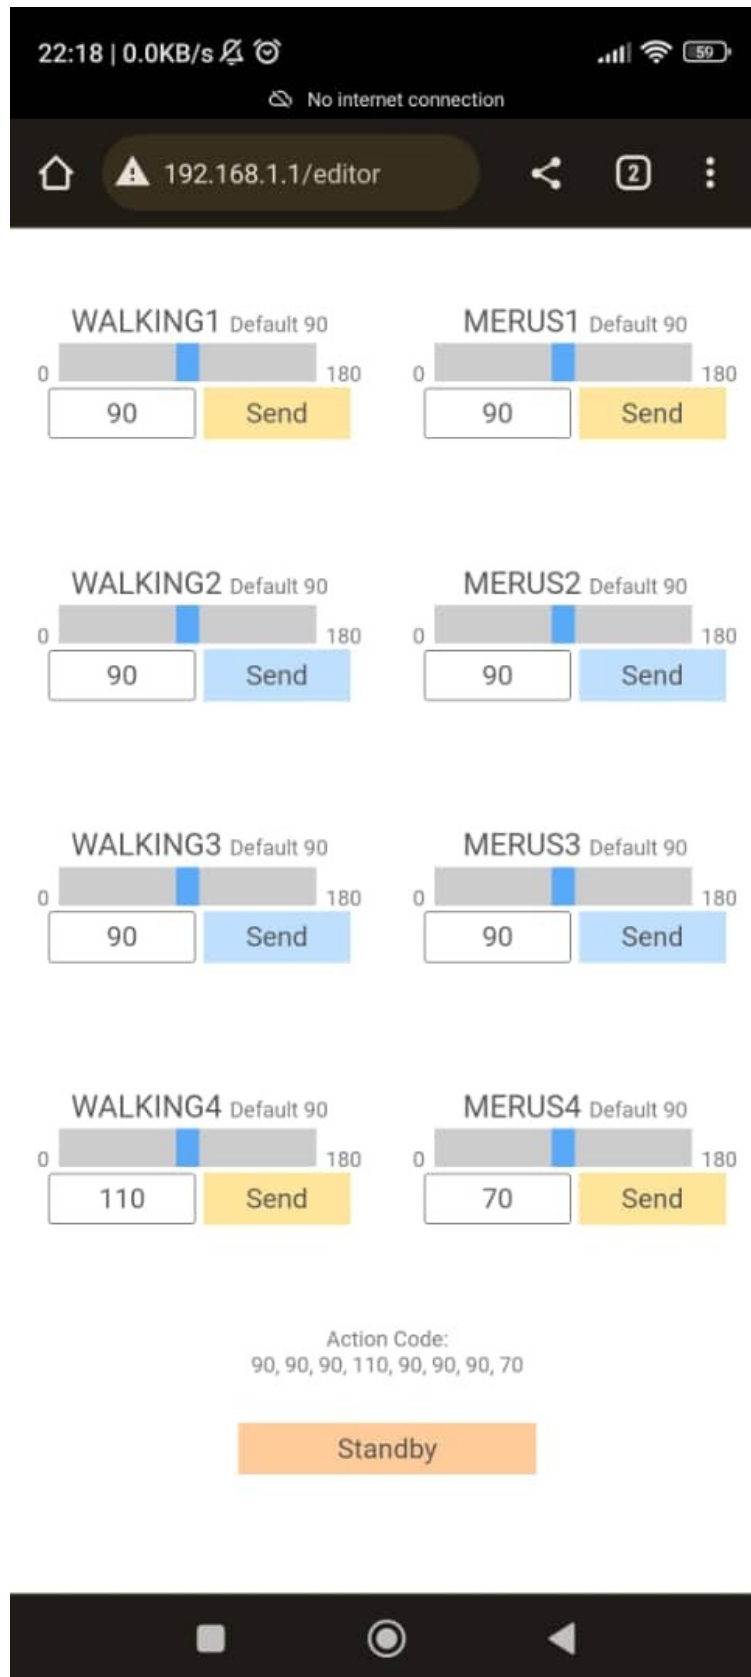 22:18 | 0.0KB/s 59
No internet connection
192.168.1.1/editor 2
WALKING1 Default 90 MERUS1 Default 90
0 180 0 180
90 Send 90 Send
WALKING2 Default 90 MERUS2 Default 90
0 180 0 180
90 Send 90 Send
WALKING3 Default 90 MERUS3 Default 90
0 180 0 180
90 Send 90 Send
WALKING4 Default 90 MERUS4 Default 90
0 180 0 180
110 Send 70 Send
Action Code:
90, 90, 90, 110, 90, 90, 90, 70
Standby